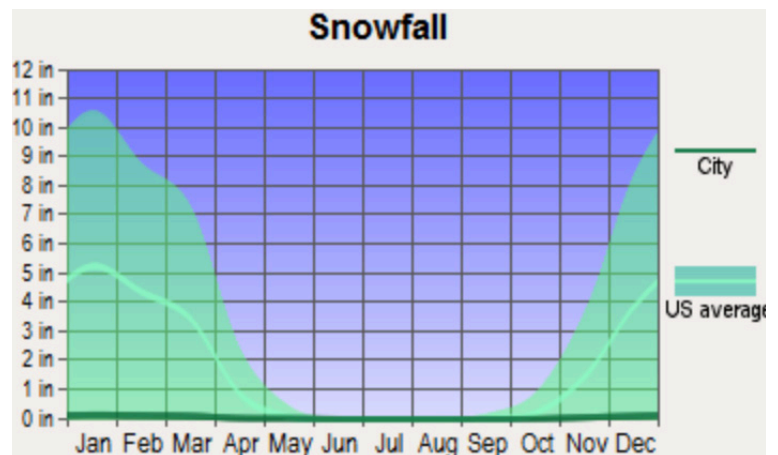 Snowfall
12 in
11 in
10 in
9 in
8 in
7 in
6 in
5 in
4 in
3 in
2 in
1 in
0 in
Jan Feb Mar Apr May Jun Jul Aug Sep Oct Nov Dec
City
US average